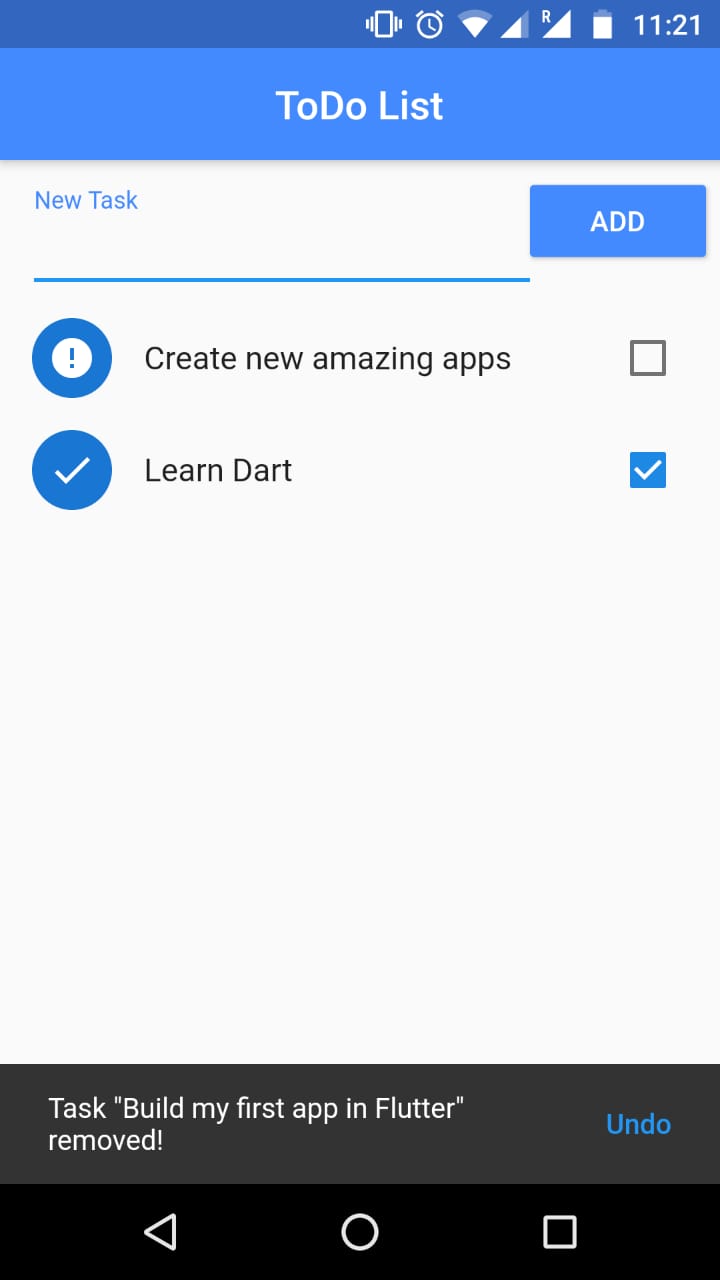 R 11:21
ToDo List
New Task
ADD
Create new amazing apps
Learn Dart
Task "Build my first app in Flutter"
removed!
Undo